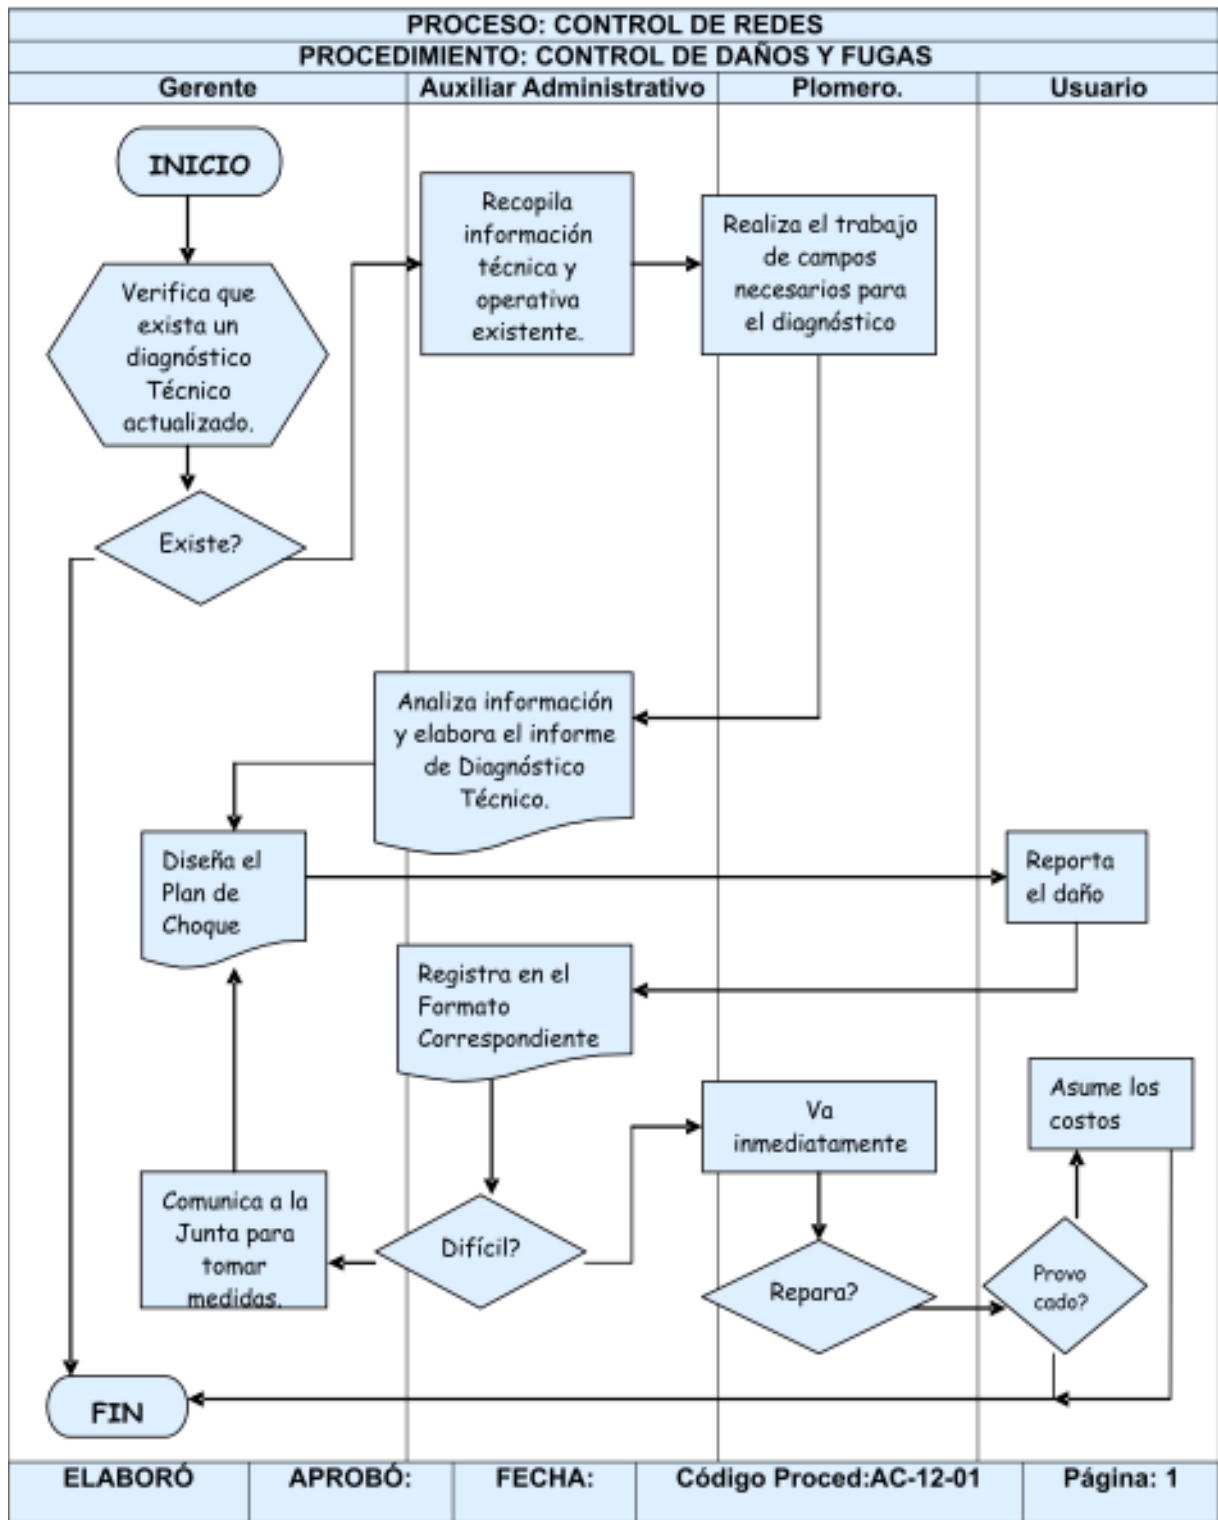 PROCESO: CONTROL DE REDES
PROCEDIMIENTO: CONTROL DE DAÑOS Y FUGAS
Gerente
Auxiliar Administrativo
Plomero.
Usuario
INICIO
Verifica que
exista un
diagnóstico
Técnico
actualizado.
Existe?
Recopila
información
técnica y
operativa
existente.
Realiza el trabajo
de campos
necesarios para
el diagnóstico
Analiza información
y elabora el informe
de Diagnóstico
Técnico.
Diseña el
Plan de
Choque
Reporta
el daño
Registra en el
Formato
Correspondiente
Difícil?
Comunica a la
Junta para
tomar
medidas.
Va
inmediatamente
Repara?
Provo
cado?
Asume los
costos
FIN
ELABORÓ
APROBÓ:
FECHA:
Código Proced:AC-12-01
Página: 1